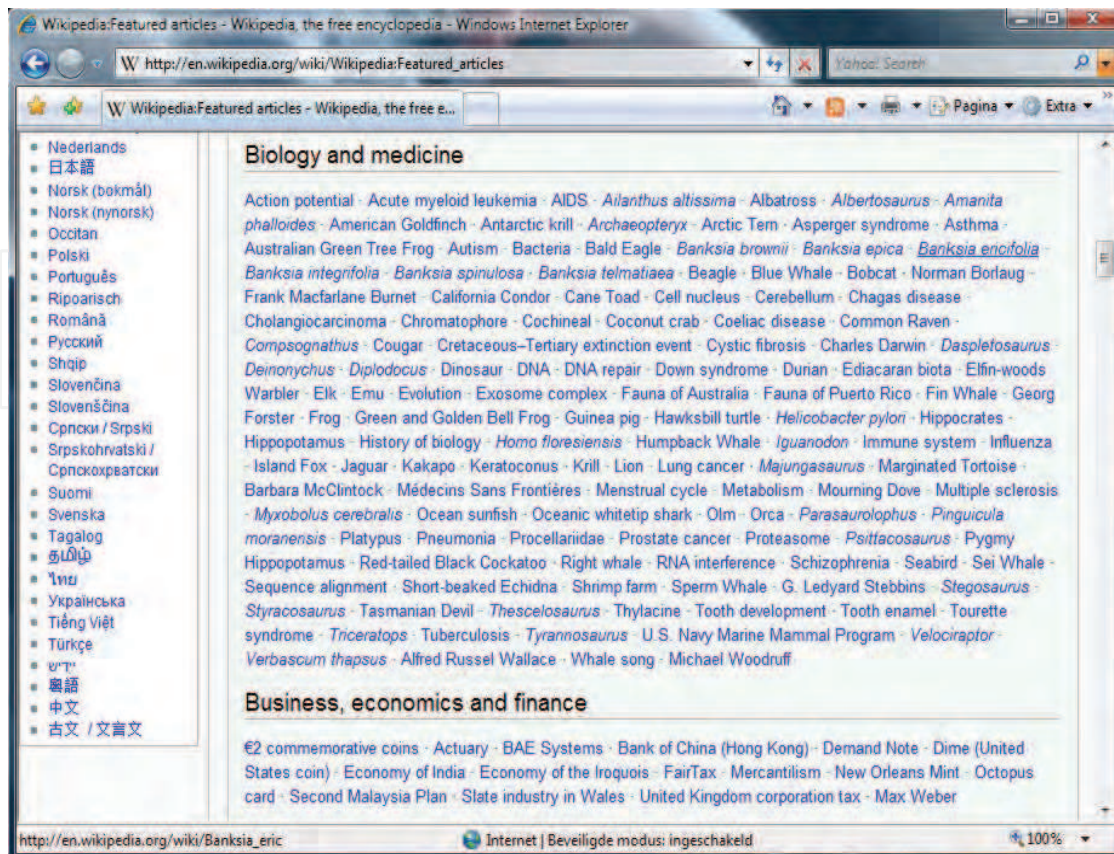 Wikipedia:Featured articles - Wikipedia, the free encyclopedia - Windows Internet Explorer
W http://en.wikipedia.org/wiki/Wikipedia:Featured_articles
Yahoo! Search
W Wikipedia:Featured articles - Wikipedia, the free e...
Pagina
Extra
Nederlands
日本語
Norsk (bokmål)
Norsk (nynorsk)
Occitan
Polski
Português
Ripoarisch
Română
Русский
Shqip
Slovenčina
Slovenščina
Српски / Srpski
Srpskohrvatski /
Српскохрватски
Suomi
Svenska
Tagalog
தமிழ்
ไทย
Українська
Tiếng Việt
Türkçe
ייִדיש
粵語
中文
古文 / 文言文
Biology and medicine
Action potential · Acute myeloid leukemia · AIDS · Ailanthus altissima · Albatross · Albertosaurus · Amanita
phalloides · American Goldfinch · Antarctic krill · Archaeopteryx · Arctic Tern · Asperger syndrome · Asthma ·
Australian Green Tree Frog · Autism · Bacteria · Bald Eagle · Banksia brownii · Banksia epica · Banksia ericifolia ·
Banksia integrifolia · Banksia spinulosa · Banksia telmatiaea · Beagle · Blue Whale · Bobcat · Norman Borlaug ·
Frank Macfarlane Burnet · California Condor · Cane Toad · Cell nucleus · Cerebellum · Chagas disease ·
Cholangiocarcinoma · Chromatophore · Cochineal · Coconut crab · Coeliac disease · Common Raven ·
Compsognathus · Cougar · Cretaceous–Tertiary extinction event · Cystic fibrosis · Charles Darwin · Daspletosaurus ·
Deinonychus · Diplodocus · Dinosaur · DNA · DNA repair · Down syndrome · Durian · Ediacaran biota · Elfin-woods
Warbler · Elk · Emu · Evolution · Exosome complex · Fauna of Australia · Fauna of Puerto Rico · Fin Whale · Georg
Forster · Frog · Green and Golden Bell Frog · Guinea pig · Hawksbill turtle · Helicobacter pylori · Hippocrates ·
Hippopotamus · History of biology · Homo floresiensis · Humpback Whale · Iguanodon · Immune system · Influenza
· Island Fox · Jaguar · Kakapo · Keratoconus · Krill · Lion · Lung cancer · Majungasaurus · Marginated Tortoise ·
Barbara McClintock · Médecins Sans Frontières · Menstrual cycle · Metabolism · Mourning Dove · Multiple sclerosis
· Myxobolus cerebralis · Ocean sunfish · Oceanic whitetip shark · Olm · Orca · Parasaurolophus · Pinguicula
moranensis · Platypus · Pneumonia · Procellariidae · Prostate cancer · Proteasome · Psittacosaurus · Pygmy
Hippopotamus · Red-tailed Black Cockatoo · Right whale · RNA interference · Schizophrenia · Seabird · Sei Whale ·
Sequence alignment · Short-beaked Echidna · Shrimp farm · Sperm Whale · G. Ledyard Stebbins · Stegosaurus ·
Styracosaurus · Tasmanian Devil · Thescelosaurus · Thylacine · Tooth development · Tooth enamel · Tourette
syndrome · Triceratops · Tuberculosis · Tyrannosaurus · U.S. Navy Marine Mammal Program · Velociraptor ·
Verbascum thapsus · Alfred Russel Wallace · Whale song · Michael Woodruff
Business, economics and finance
€2 commemorative coins · Actuary · BAE Systems · Bank of China (Hong Kong) · Demand Note · Dime (United
States coin) · Economy of India · Economy of the Iroquois · FairTax · Mercantilism · New Orleans Mint · Octopus
card · Second Malaysia Plan · Slate industry in Wales · United Kingdom corporation tax · Max Weber
http://en.wikipedia.org/wiki/Banksia_eric
Internet | Beveiligde modus: ingeschakeld
100%